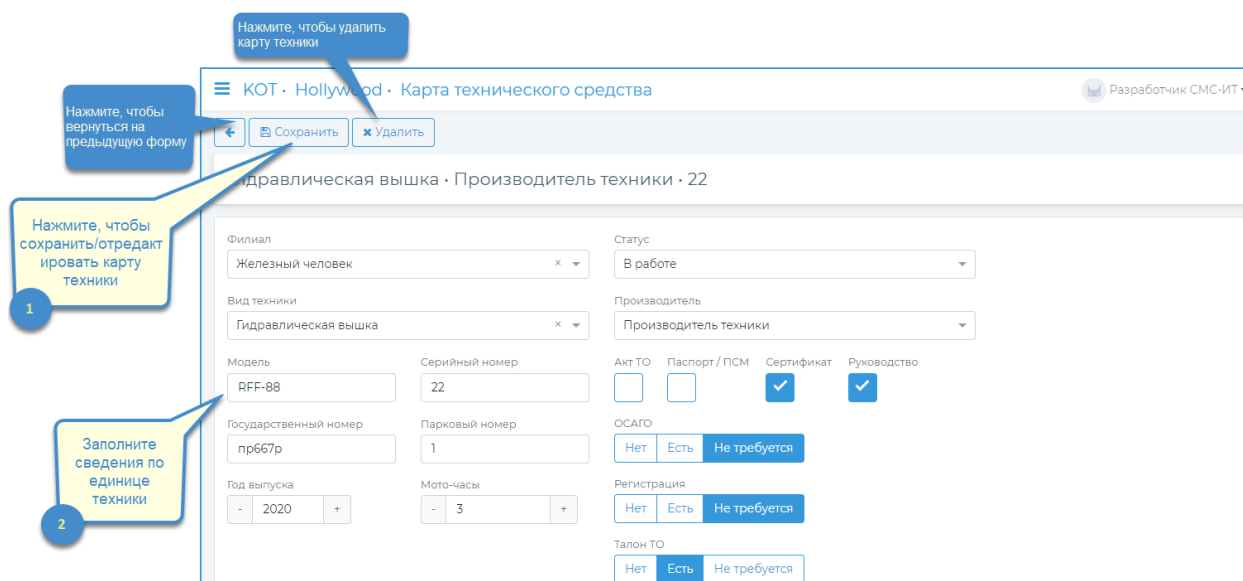 Нажмите, чтобы удалить
карту техники
КОТ · Hollywood · Карта технического средства
Разработчик СМС-ИТ
Нажмите, чтобы
вернуться на
предыдущую форму
Сохранить
Удалить
Гидравлическая вышка · Производитель техники · 22
Нажмите, чтобы
сохранить/отредакт
ировать карту
техники
1
Филиал
Железный человек
Статус
В работе
Вид техники
Гидравлическая вышка
Производитель
Производитель техники
Модель
Серийный номер
Акт ТО
Паспорт / ПСМ
Сертификат
Руководство
RFF-88
22
Государственный номер
Парковый номер
ОСАГО
пр667р
1
Нет Есть Не требуется
Заполните
сведения по
единице
техники
2
Год выпуска
Мото-часы
Регистрация
- 2020 +
- 3 +
Нет Есть Не требуется
Талон ТО
Нет Есть Не требуется